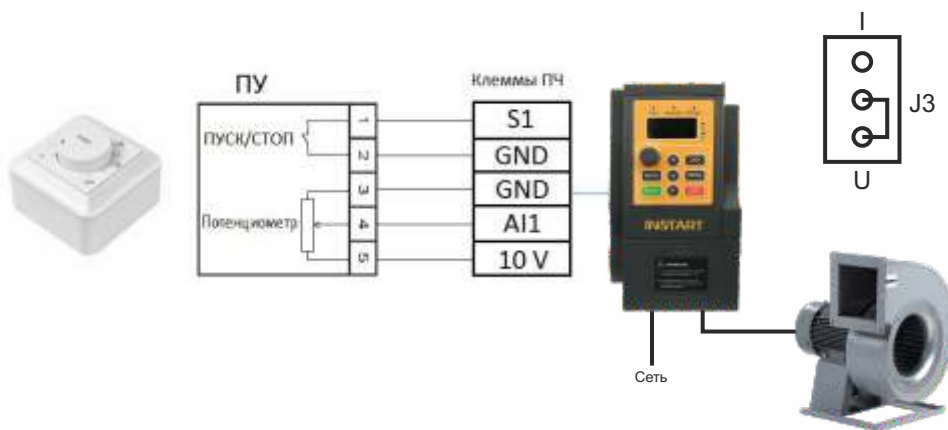 ПУ
ПУСК/СТОП
Потенциометр
1
2
3
4
5
Клеммы ПЧ
S1
GND
GND
AI1
10 V
INSTART
Сеть
I
J3
U